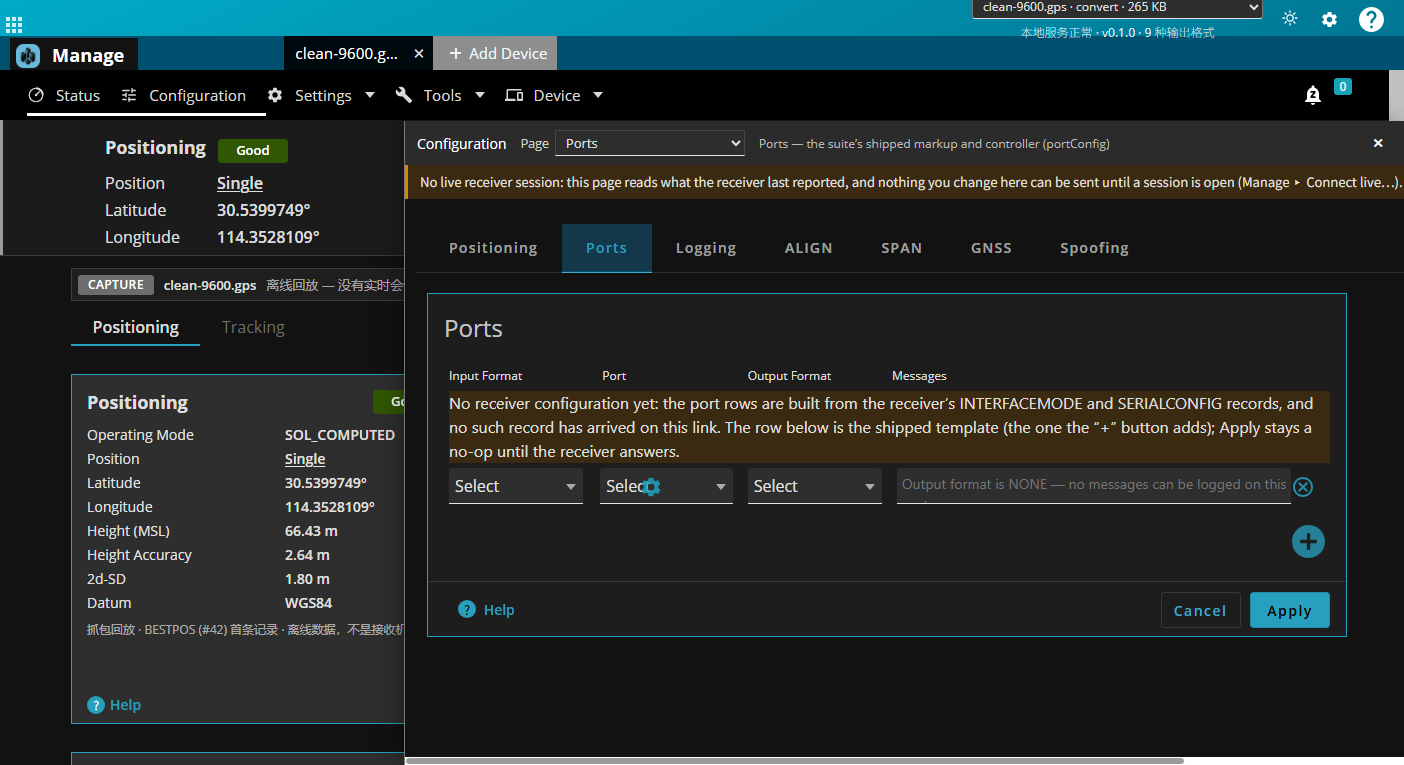 clean-9600.gps · convert · 265 KB
本地服务正常 · v0.1.0 · 9 种输出格式
Manage
clean-9600.g... ✕
+ Add Device
Status
Configuration
Settings
Tools
Device
0
Positioning Good
Position Single
Latitude 30.5399749°
Longitude 114.3528109°
CAPTURE clean-9600.gps 离线回放 — 没有实时会
Positioning Tracking
Positioning
Operating Mode SOL_COMPUTED
Position Single
Latitude 30.5399749°
Longitude 114.3528109°
Height (MSL) 66.43 m
Height Accuracy 2.64 m
2d-SD 1.80 m
Datum WGS84
抓包回放 · BESTPOS (#42) 首条记录 · 离线数据，不是接收机
? Help
Configuration Page Ports Ports — the suite’s shipped markup and controller (portConfig) ✕
No live receiver session: this page reads what the receiver last reported, and nothing you change here can be sent until a session is open (Manage ‣ Connect live…).
Positioning Ports Logging ALIGN SPAN GNSS Spoofing
Ports
Input Format Port Output Format Messages
No receiver configuration yet: the port rows are built from the receiver’s INTERFACEMODE and SERIALCONFIG records, and
no such record has arrived on this link. The row below is the shipped template (the one the “+” button adds); Apply stays a
no-op until the receiver answers.
Select Select Select Output format is NONE — no messages can be logged on this
? Help
Cancel Apply